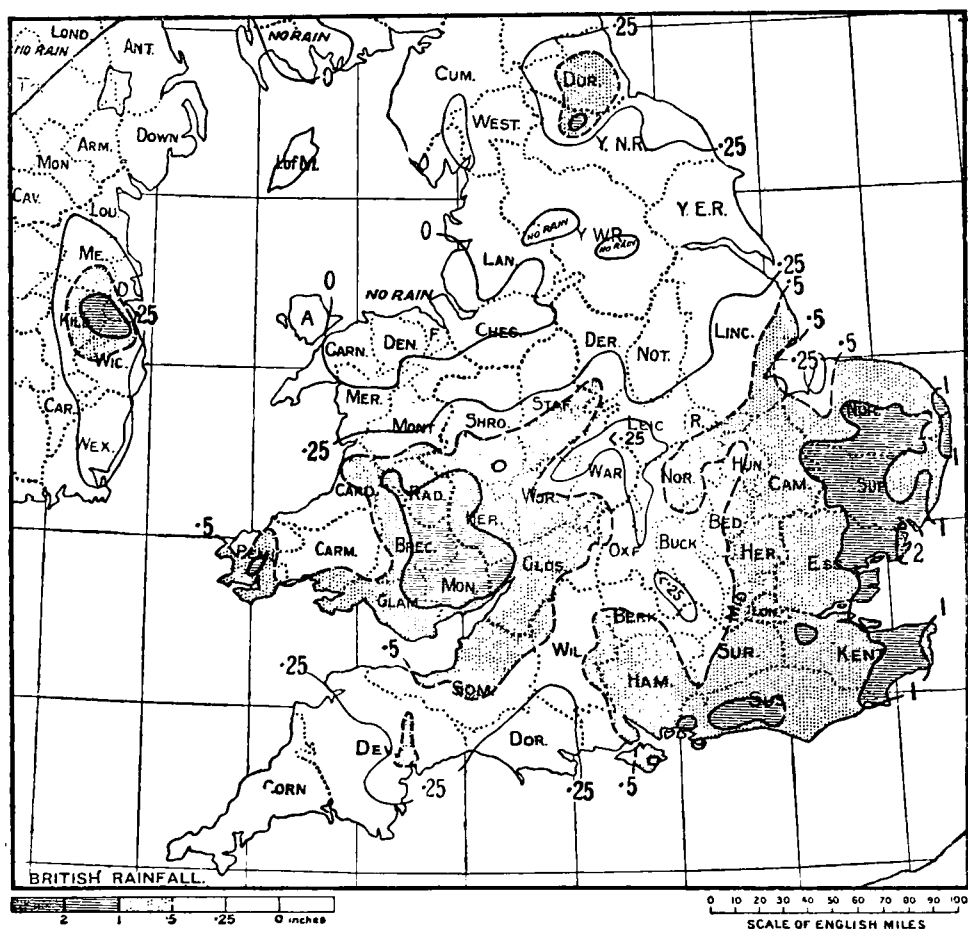 .25
LOND.
NO RAIN
ANT.
NO RAIN
0
CUM.
DUR.
WEST.
ARM.
DOWN
MON
I. OF M.
Y. N.R.
.25
CAV.
LOU.
Y. E.R.
0
NO RAIN
Y W.R.
NO RAIN
ME.
LAN.
.25
.5
0
.25
KILD
0
NO RAIN
A
CHES.
LINC.
.5
WIC.
CARN.
DEN.
F.
DER.
NOT.
.25
.5
CAR.
MER.
STAF.
1
NOR.
WEX.
MONT.
SHRO.
LEIC
R.
.25
<.25
WAR
HUN.
1
CARD.
RAD.
WOR.
NOR.
CAM.
SUF.
HER.
.5
BED.
1
PEM
CARM.
BREC.
OXF.
BUCK
HER.
ESS
2
GLOS.
MON.
.25
GLAM.
BERK
MID
LON.
1
.5
WIL.
SUR.
KENT
.25
SOM.
HAM.
1
SUS
DEV.
DOR.
CORN
.25
.25
.5
BRITISH RAINFALL.
2 1 .5 .25 0 inches
0 10 20 30 40 50 60 70 80 90 100
SCALE OF ENGLISH MILES